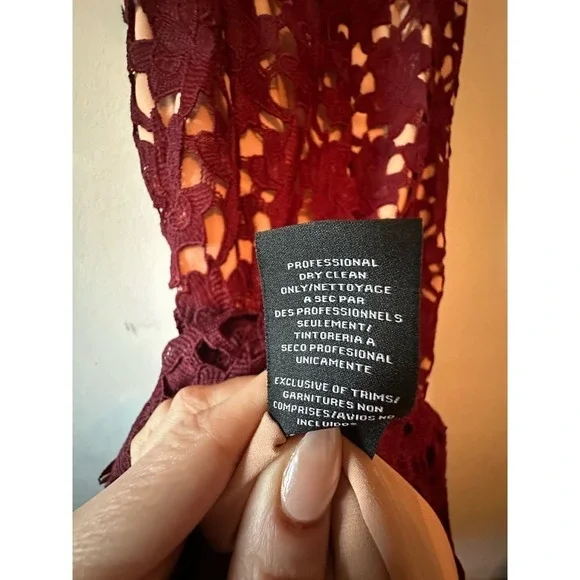 PROFESSIONAL
DRY CLEAN
ONLY/NETTOYAGE
A SEC PAR
DES PROFESSIONNELS
SEULEMENT/
TINTORERIA A
SECO PROFESIONAL
UNICAMENTE
EXCLUSIVE OF TRIMS/
GARNITURES NON
COMPRISES/AVIOS NO
INCLUIDOS